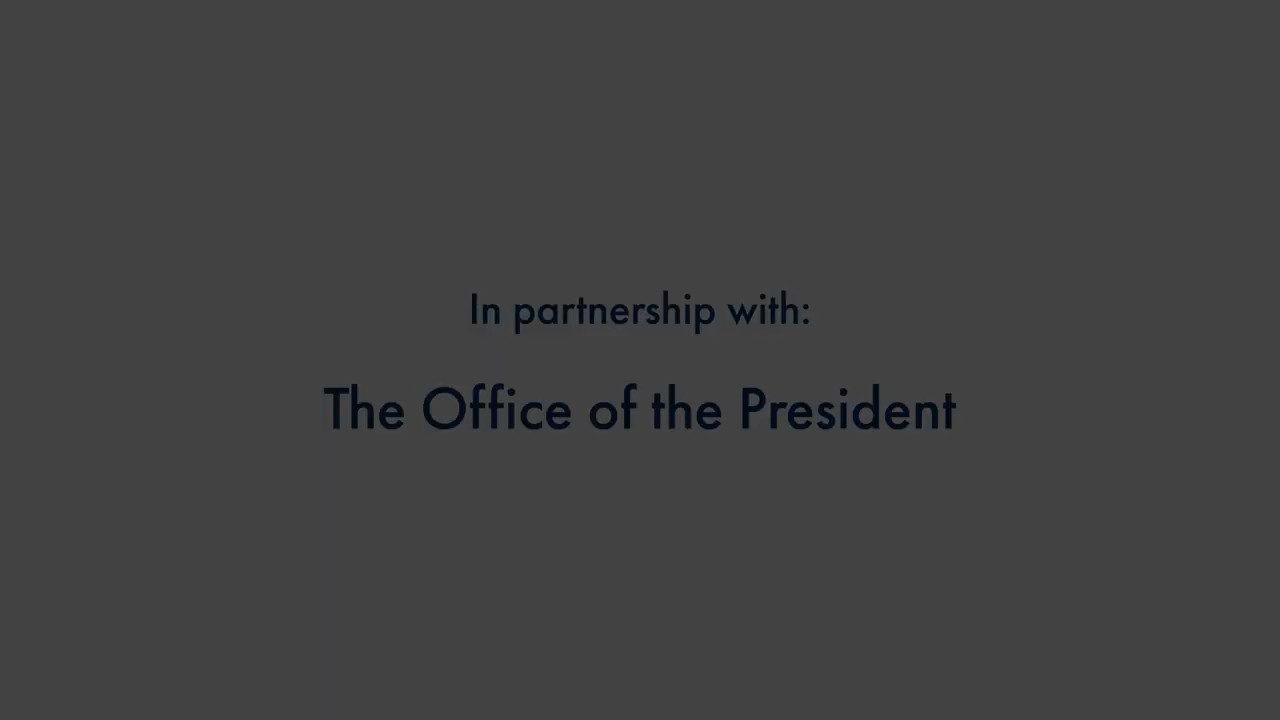 In partnership with:
The Office of the President